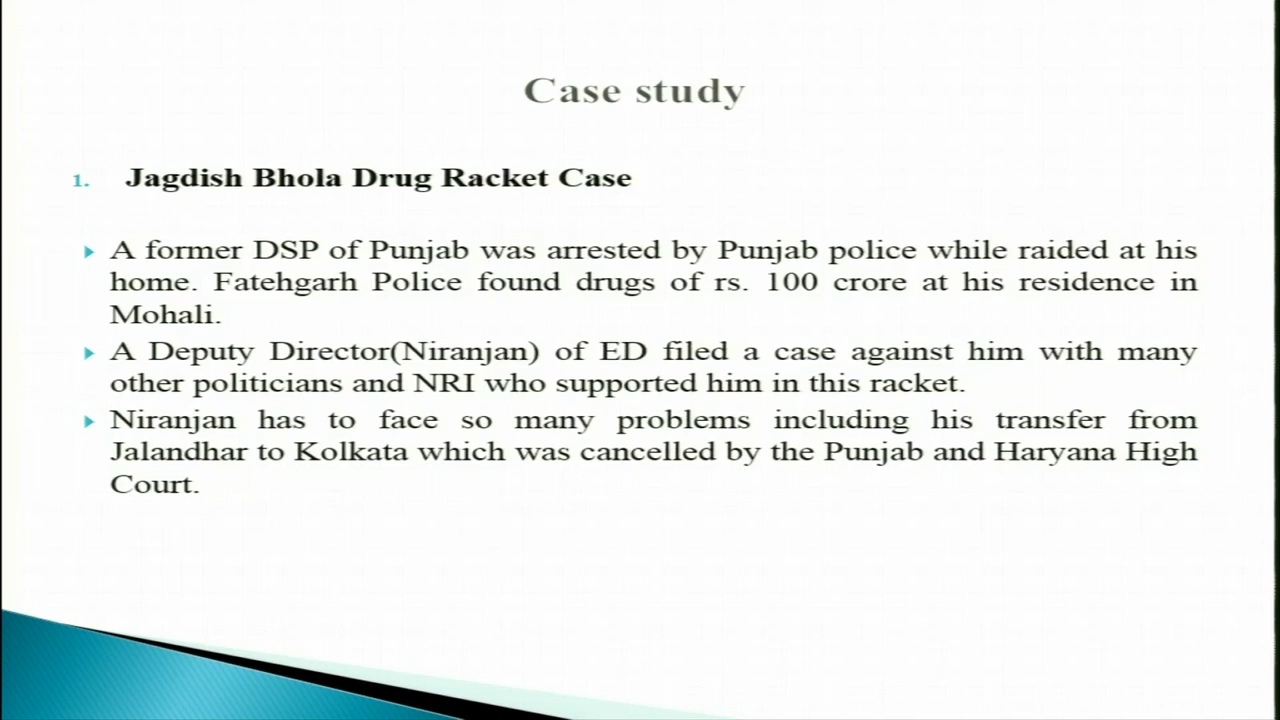 Case study
1. Jagdish Bhola Drug Racket Case
A former DSP of Punjab was arrested by Punjab police while raided at his
home. Fatehgarh Police found drugs of rs. 100 crore at his residence in
Mohali.
A Deputy Director(Niranjan) of ED filed a case against him with many
other politicians and NRI who supported him in this racket.
Niranjan has to face so many problems including his transfer from
Jalandhar to Kolkata which was cancelled by the Punjab and Haryana High
Court.